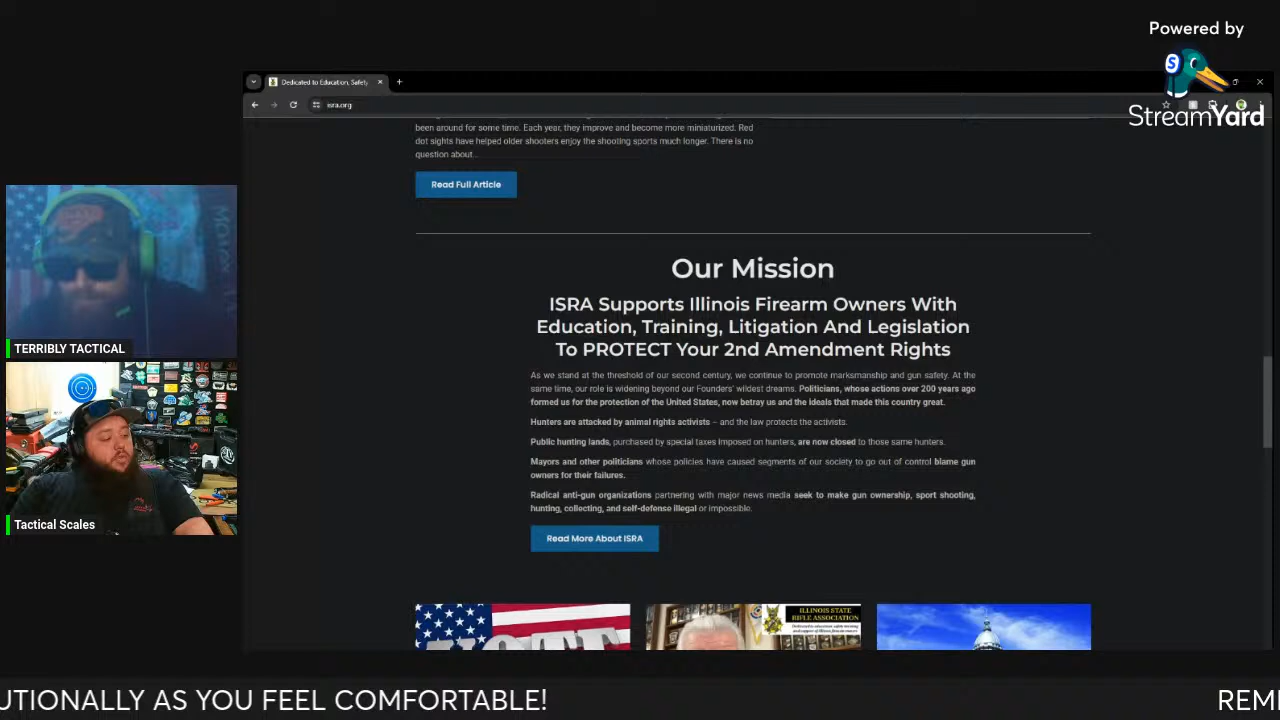 Powered by
StreamYard
Dedicated to Education, Safety
isra.org
been around for some time. Each year, they improve and become more miniaturized. Red
dot sights have helped older shooters enjoy the shooting sports much longer. There is no
question about...
Read Full Article
Our Mission
ISRA Supports Illinois Firearm Owners With
Education, Training, Litigation And Legislation
To PROTECT Your 2nd Amendment Rights
As we stand at the threshold of our second century, we continue to promote marksmanship and gun safety. At the
same time, our role is widening beyond our Founders' wildest dreams. Politicians, whose actions over 200 years ago
formed us for the protection of the United States, now betray us and the ideals that made this country great.
Hunters are attacked by animal rights activists – and the law protects the activists.
Public hunting lands, purchased by special taxes imposed on hunters, are now closed to those same hunters.
Mayors and other politicians whose policies have caused segments of our society to go out of control blame gun
owners for their failures.
Radical anti-gun organizations partnering with major news media seek to make gun ownership, sport shooting,
hunting, collecting, and self-defense illegal or impossible.
Read More About ISRA
VOTE
ILLINOIS STATE
RIFLE ASSOCIATION
TERRIBLY TACTICAL
Tactical Scales
UTIONALLY AS YOU FEEL COMFORTABLE!
REMI